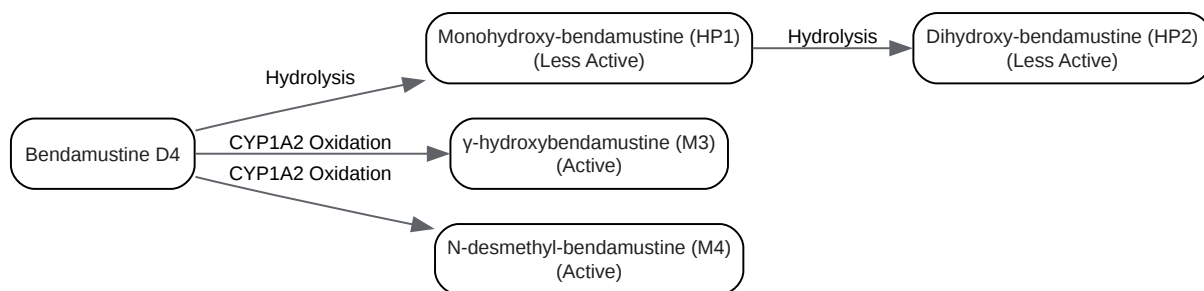 Monohydroxy-bendamustine (HP1)
(Less Active)
Hydrolysis
Dihydroxy-bendamustine (HP2)
(Less Active)
Hydrolysis
Bendamustine D4
CYP1A2 Oxidation
γ-hydroxybendamustine (M3)
(Active)
CYP1A2 Oxidation
N-desmethyl-bendamustine (M4)
(Active)